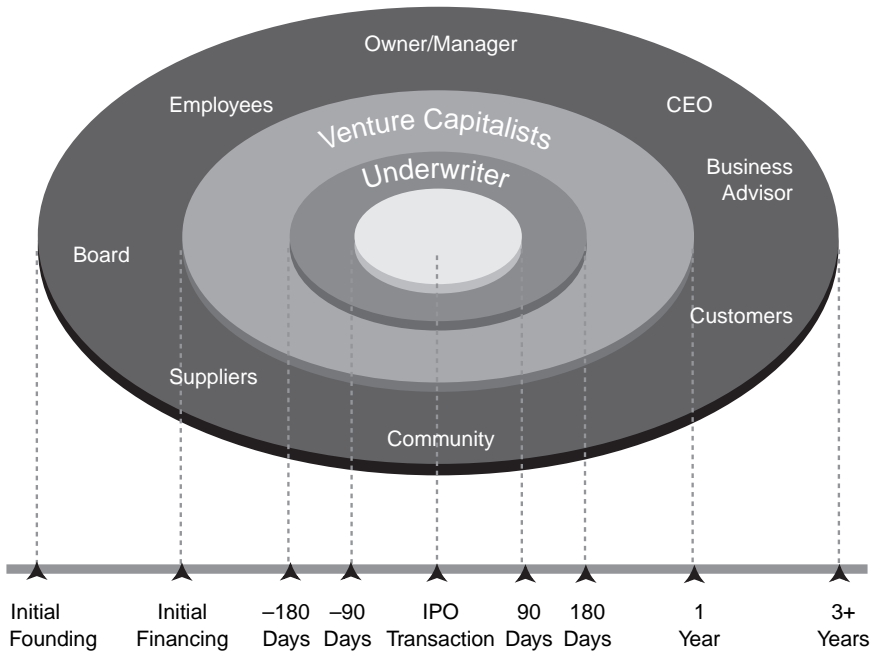 Owner/Manager
Employees
CEO
Venture Capitalists
Business
Advisor
Underwriter
Board
Customers
Suppliers
Community
Initial
Founding
Initial
Financing
–180
Days
–90
Days
IPO
Transaction
90
Days
180
Days
1
Year
3+
Years